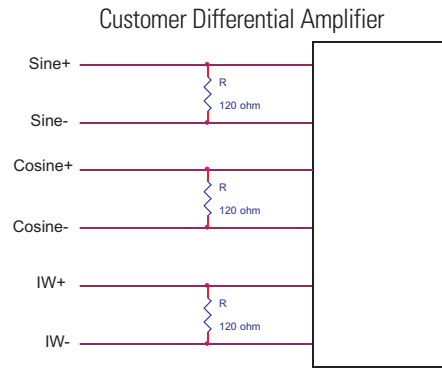 Customer Differential Amplifier
Sine+
R
120 ohm
Sine-
Cosine+
R
120 ohm
Cosine-
IW+
R
120 ohm
IW-